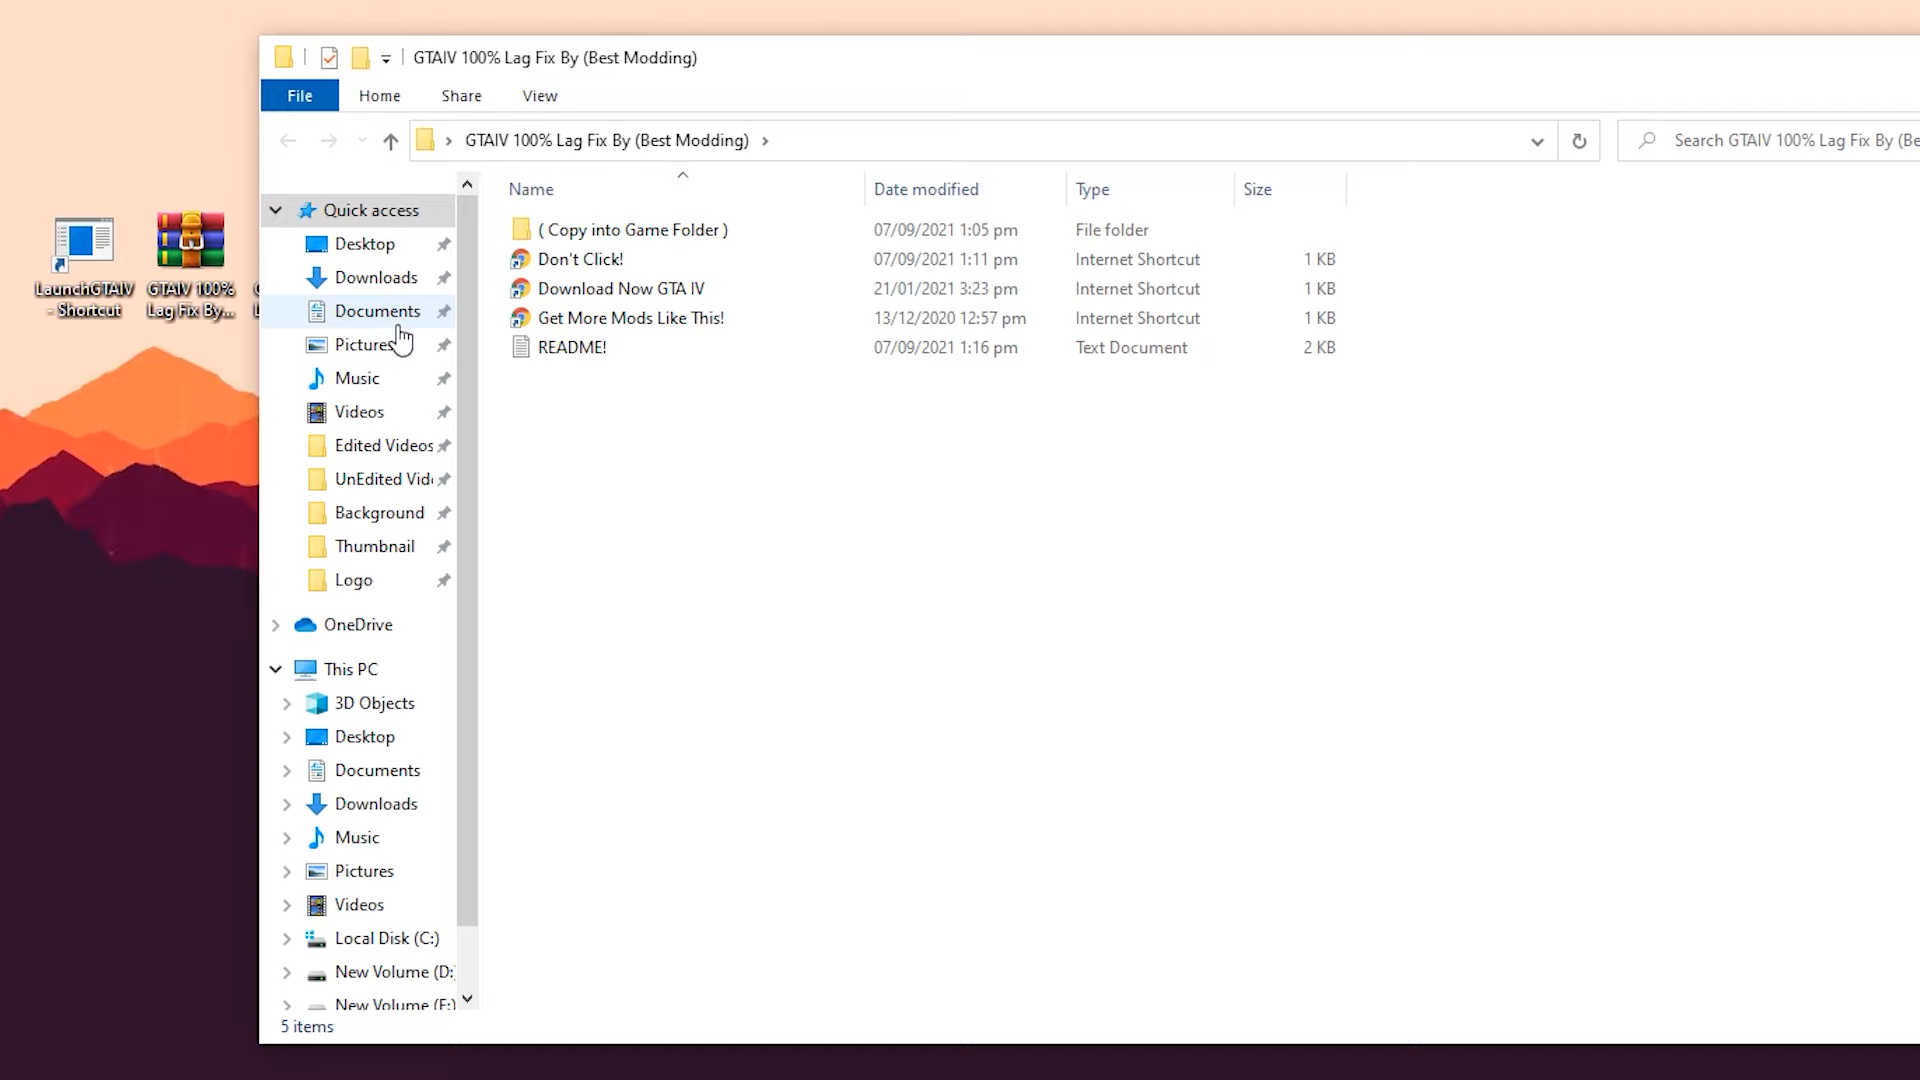 GTAIV 100% Lag Fix By (Best Modding)
File Home Share View
GTAIV 100% Lag Fix By (Best Modding)
Search GTAIV 100% Lag Fix By (Be
LaunchGTAIV
- Shortcut
GTAIV 100%
Lag Fix By...
Quick access
Desktop
Downloads
Documents
Pictures
Music
Videos
Edited Videos
UnEdited Vid
Background
Thumbnail
Logo
OneDrive
This PC
3D Objects
Desktop
Documents
Downloads
Music
Pictures
Videos
Local Disk (C:)
New Volume (D:)
New Volume (E:)
Name Date modified Type Size
( Copy into Game Folder ) 07/09/2021 1:05 pm File folder
Don't Click! 07/09/2021 1:11 pm Internet Shortcut 1 KB
Download Now GTA IV 21/01/2021 3:23 pm Internet Shortcut 1 KB
Get More Mods Like This! 13/12/2020 12:57 pm Internet Shortcut 1 KB
README! 07/09/2021 1:16 pm Text Document 2 KB
5 items